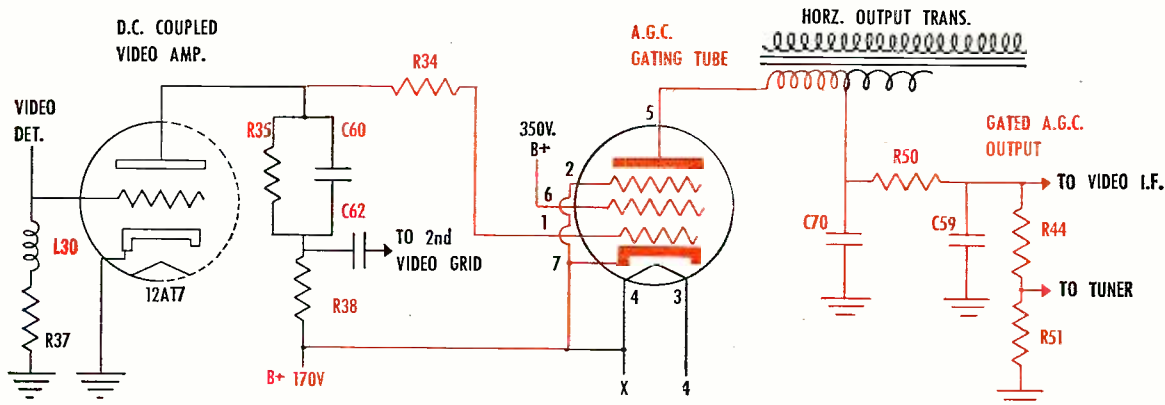 D.C. COUPLED
VIDEO AMP.
VIDEO
DET.
L30
R37
12AT7
R35
C60
C62
R34
TO 2nd
VIDEO GRID
R38
B+ 170V
A.G.C.
GATING TUBE
350V.
B+
5
2
6
1
7
4
3
X
4
HORZ. OUTPUT TRANS.
GATED A.G.C.
OUTPUT
R50
TO VIDEO I.F.
C70
C59
R44
TO TUNER
R51